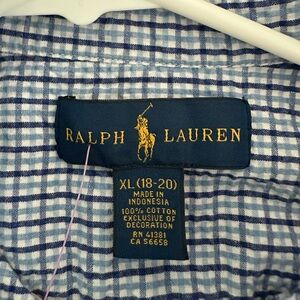 RALPH LAUREN
XL (18-20)
MADE IN
INDONESIA
100% COTTON
EXCLUSIVE OF
DECORATION
RN 41381
CA 56658